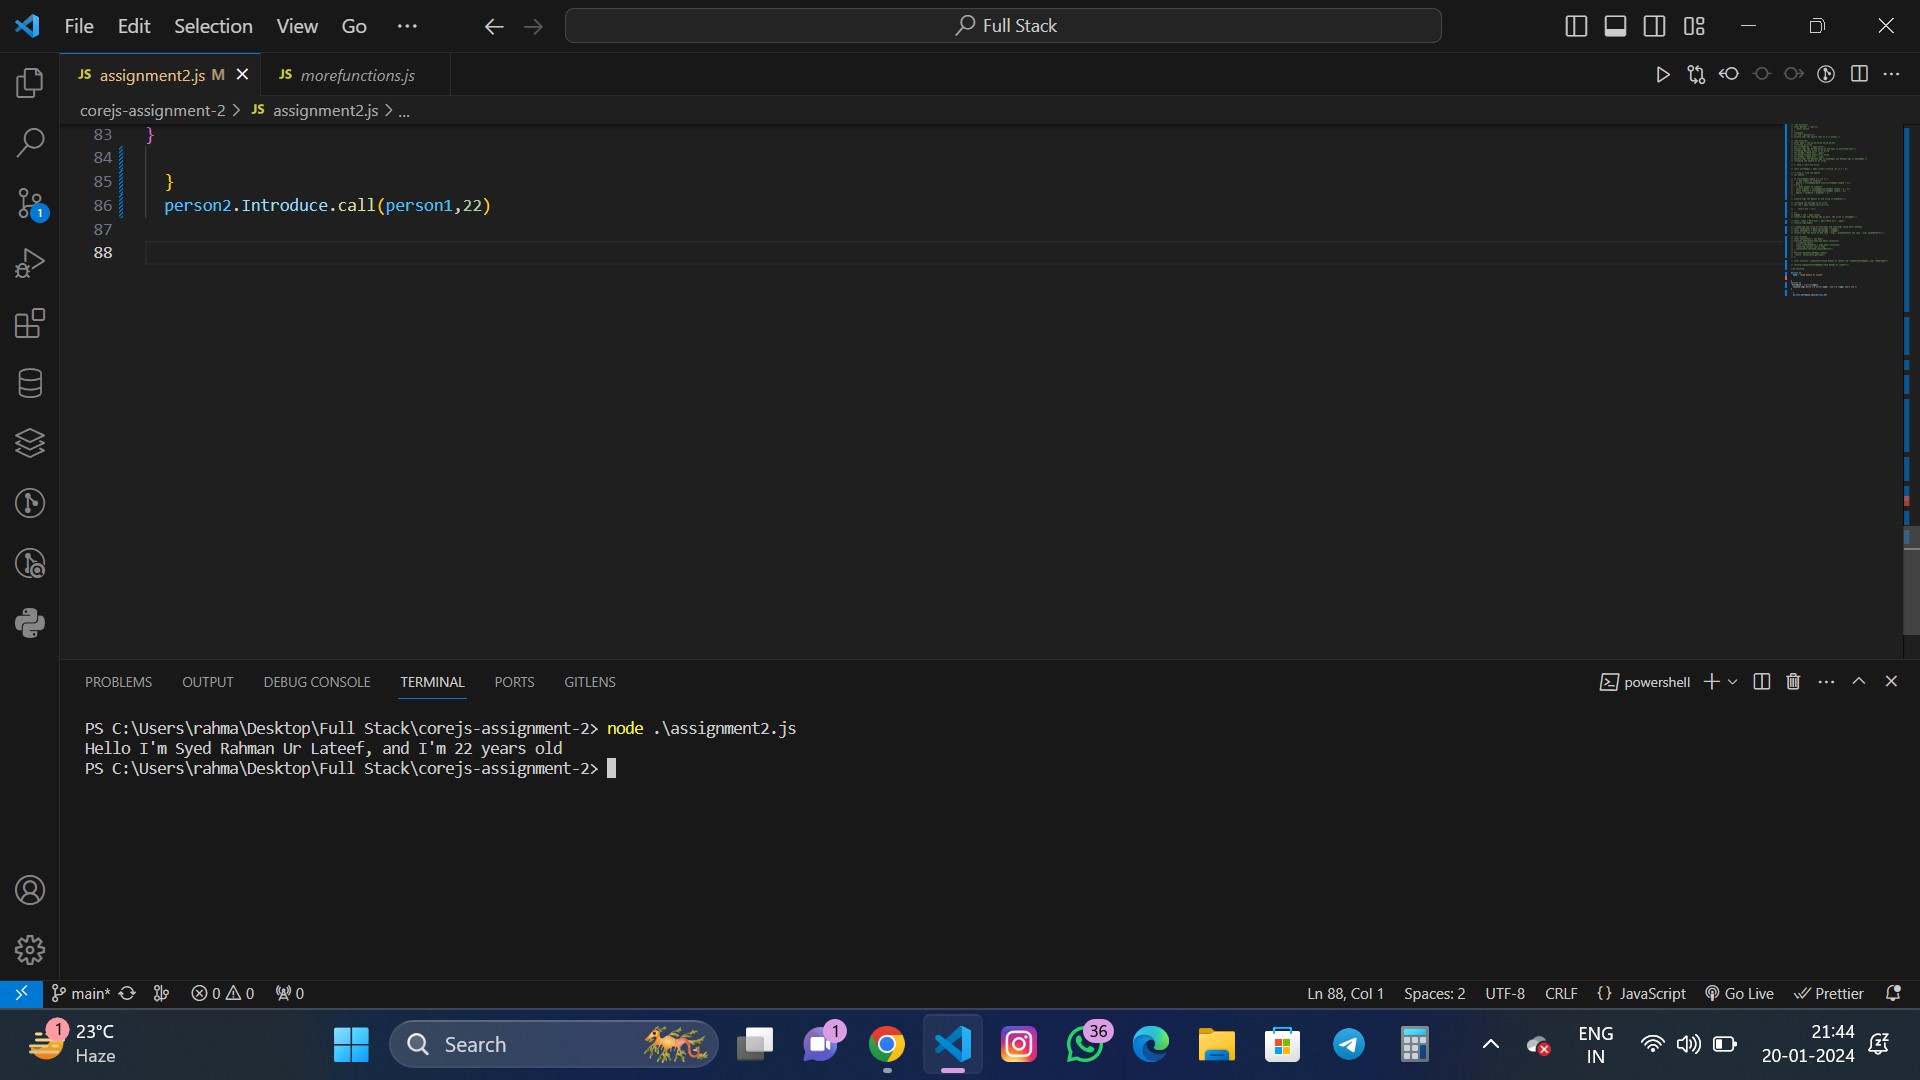 File Edit Selection View Go ··· Full Stack
JS assignment2.js M JS morefunctions.js
corejs-assignment-2 > JS assignment2.js > ...
83 }
84
85 }
86 person2.Introduce.call(person1,22)
87
88
1
PROBLEMS OUTPUT DEBUG CONSOLE TERMINAL PORTS GITLENS powershell
PS C:\Users\rahma\Desktop\Full Stack\corejs-assignment-2> node .\assignment2.js
Hello I'm Syed Rahman Ur Lateef, and I'm 22 years old
PS C:\Users\rahma\Desktop\Full Stack\corejs-assignment-2>
main* 0 0 0 Ln 88, Col 1 Spaces: 2 UTF-8 CRLF {} JavaScript Go Live Prettier
1 23°C Search 1 36 ENG 21:44
Haze IN 20-01-2024